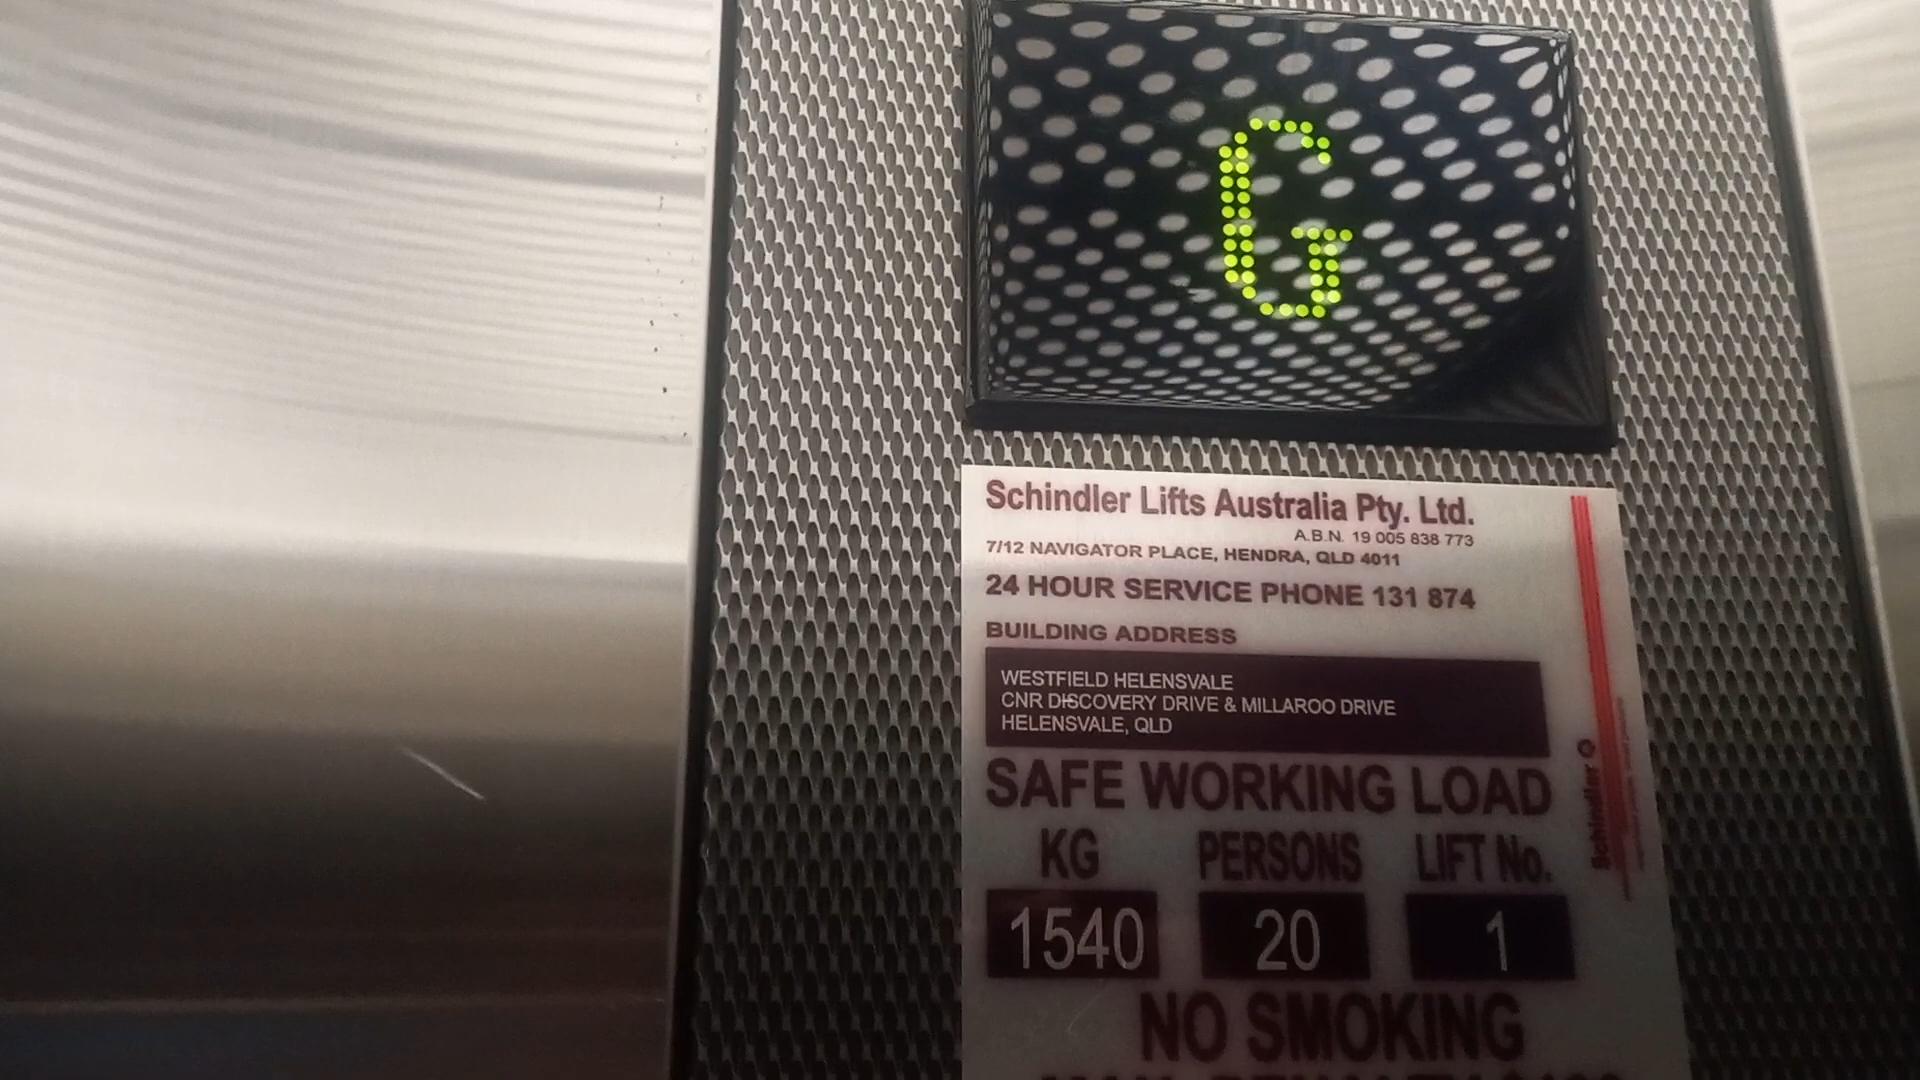 G
Schindler Lifts Australia Pty. Ltd.
A.B.N. 19 005 838 773
7/12 NAVIGATOR PLACE, HENDRA, QLD 4011
24 HOUR SERVICE PHONE 131 874
BUILDING ADDRESS
WESTFIELD HELENSVALE
CNR DISCOVERY DRIVE & MILLAROO DRIVE
HELENSVALE, QLD
SAFE WORKING LOAD
KG PERSONS LIFT No.
1540 20 1
NO SMOKING
Schindler